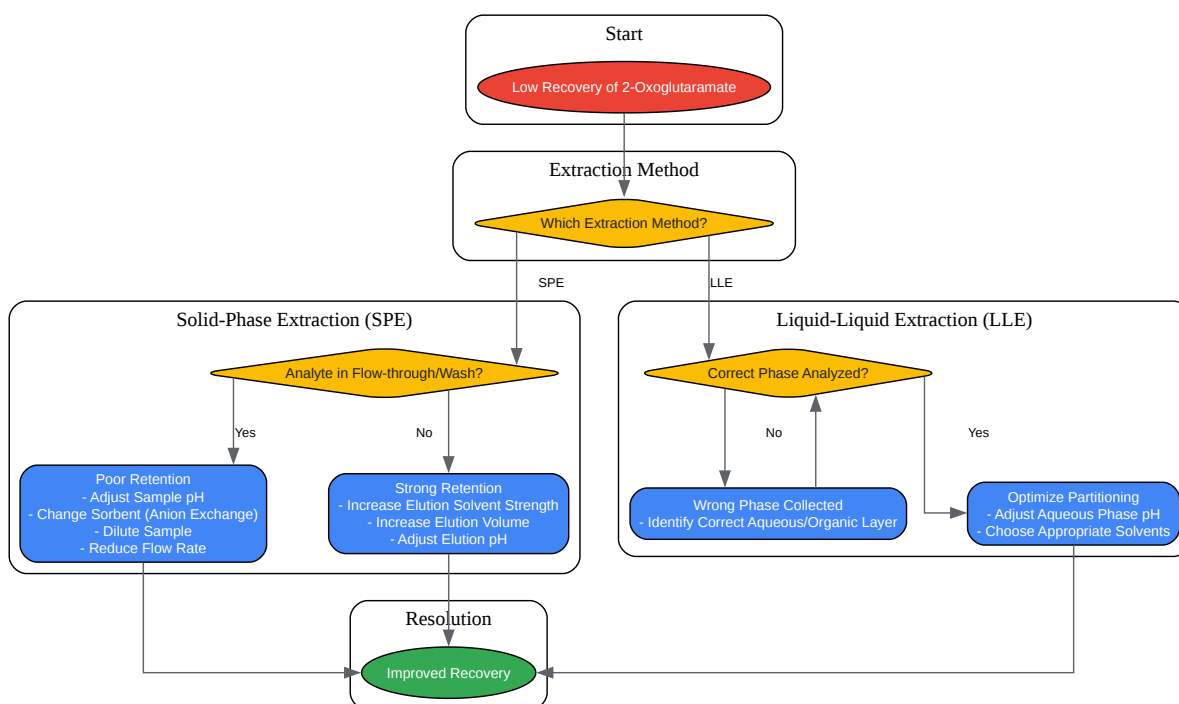 Start
Low Recovery of 2-Oxoglutaramate
Extraction Method
Which Extraction Method?
SPE
LLE
Solid-Phase Extraction (SPE)
Analyte in Flow-through/Wash?
Yes
No
Poor Retention
- Adjust Sample pH
- Change Sorbent (Anion Exchange)
- Dilute Sample
- Reduce Flow Rate
Strong Retention
- Increase Elution Solvent Strength
- Increase Elution Volume
- Adjust Elution pH
Liquid-Liquid Extraction (LLE)
Correct Phase Analyzed?
No
Yes
Wrong Phase Collected
- Identify Correct Aqueous/Organic Layer
Optimize Partitioning
- Adjust Aqueous Phase pH
- Choose Appropriate Solvents
Resolution
Improved Recovery